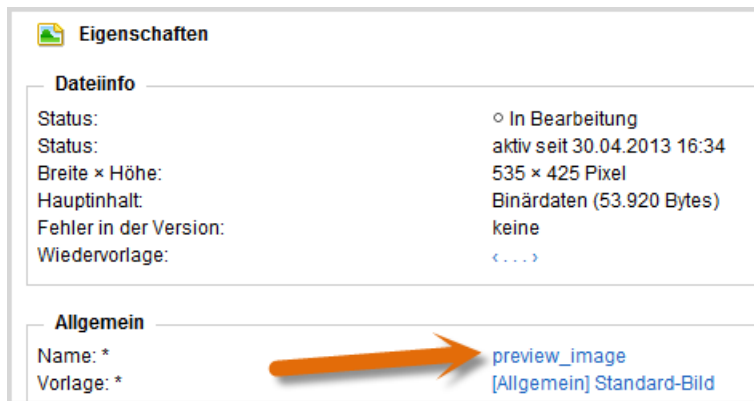 Eigenschaften
Dateiinfo
Status: ○ In Bearbeitung
Status: aktiv seit 30.04.2013 16:34
Breite × Höhe: 535 × 425 Pixel
Hauptinhalt: Binärdaten (53.920 Bytes)
Fehler in der Version: keine
Wiedervorlage: ‹ . . . ›
Allgemein
Name: * preview_image
Vorlage: * [Allgemein] Standard-Bild